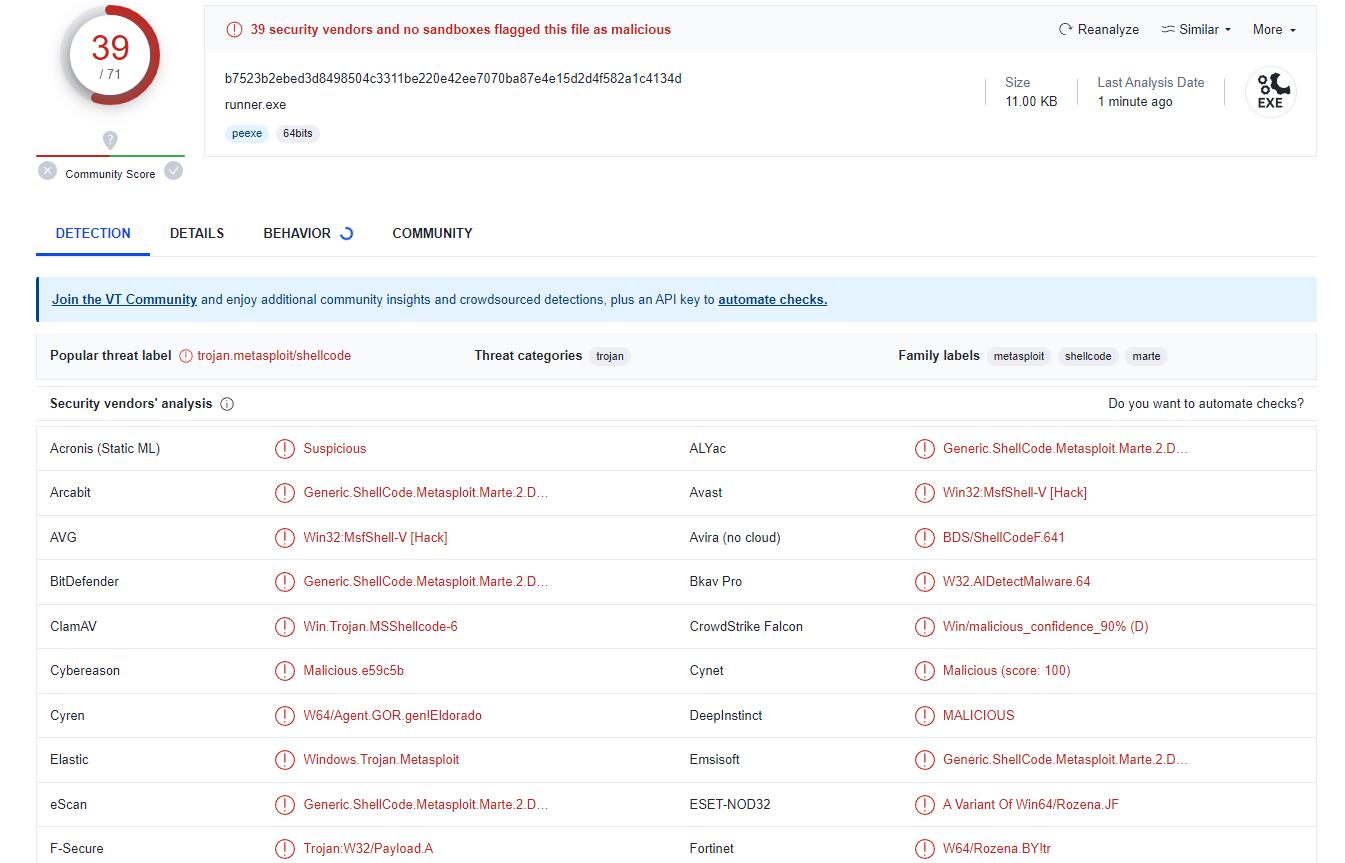 39
/ 71
Community Score
39 security vendors and no sandboxes flagged this file as malicious
Reanalyze Similar More
b7523b2ebed3d8498504c3311be220e42ee7070ba87e4e15d2d4f582a1c4134d
runner.exe
peexe 64bits
Size
11.00 KB
Last Analysis Date
1 minute ago
EXE
DETECTION DETAILS BEHAVIOR COMMUNITY
Join the VT Community and enjoy additional community insights and crowdsourced detections, plus an API key to automate checks.
Popular threat label trojan.metasploit/shellcode Threat categories trojan Family labels metasploit shellcode marte
Security vendors' analysis Do you want to automate checks?
Acronis (Static ML) Suspicious ALYac Generic.ShellCode.Metasploit.Marte.2.D...
Arcabit Generic.ShellCode.Metasploit.Marte.2.D... Avast Win32:MsfShell-V [Hack]
AVG Win32:MsfShell-V [Hack] Avira (no cloud) BDS/ShellCodeF.641
BitDefender Generic.ShellCode.Metasploit.Marte.2.D... Bkav Pro W32.AIDetectMalware.64
ClamAV Win.Trojan.MSShellcode-6 CrowdStrike Falcon Win/malicious_confidence_90% (D)
Cybereason Malicious.e59c5b Cynet Malicious (score: 100)
Cyren W64/Agent.GOR.gen!Eldorado DeepInstinct MALICIOUS
Elastic Windows.Trojan.Metasploit Emsisoft Generic.ShellCode.Metasploit.Marte.2.D...
eScan Generic.ShellCode.Metasploit.Marte.2.D... ESET-NOD32 A Variant Of Win64/Rozena.JF
F-Secure Trojan:W32/Payload.A Fortinet W64/Rozena.BY!tr